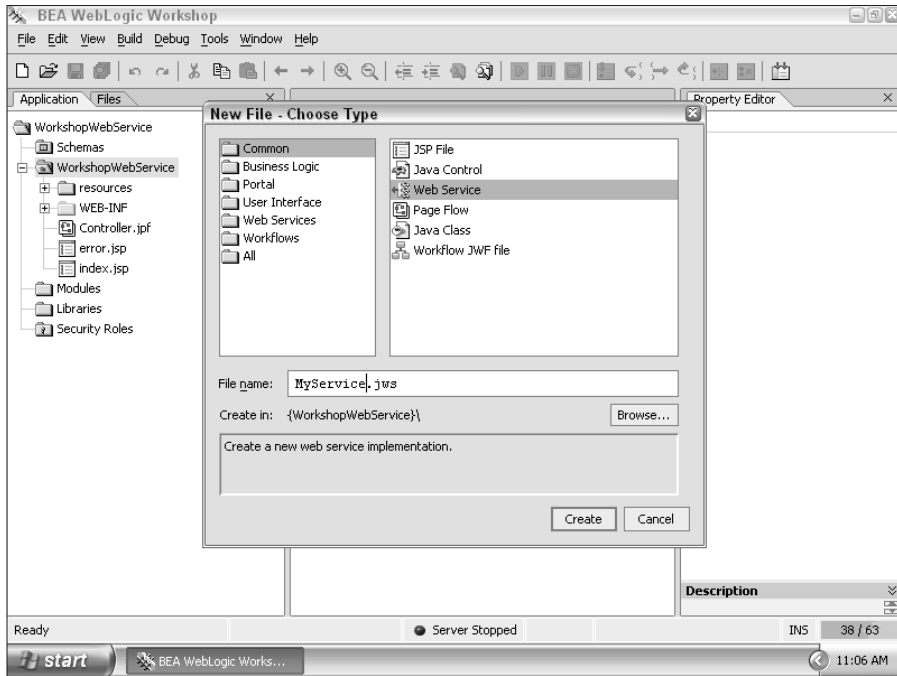 BEA WebLogic Workshop
File Edit View Build Debug Tools Window Help
Application Files
Property Editor
WorkshopWebService
Schemas
WorkshopWebService
resources
WEB-INF
Controller.jpf
error.jsp
index.jsp
Modules
Libraries
Security Roles
New File - Choose Type
Common
Business Logic
Portal
User Interface
Web Services
Workflows
All
JSP File
Java Control
Web Service
Page Flow
Java Class
Workflow JWF file
File name: MyService.jws
Create in: {WorkshopWebService}\
Browse...
Create a new web service implementation.
Create Cancel
Description
Ready Server Stopped INS 38 / 63
start BEA WebLogic Works... 11:06 AM